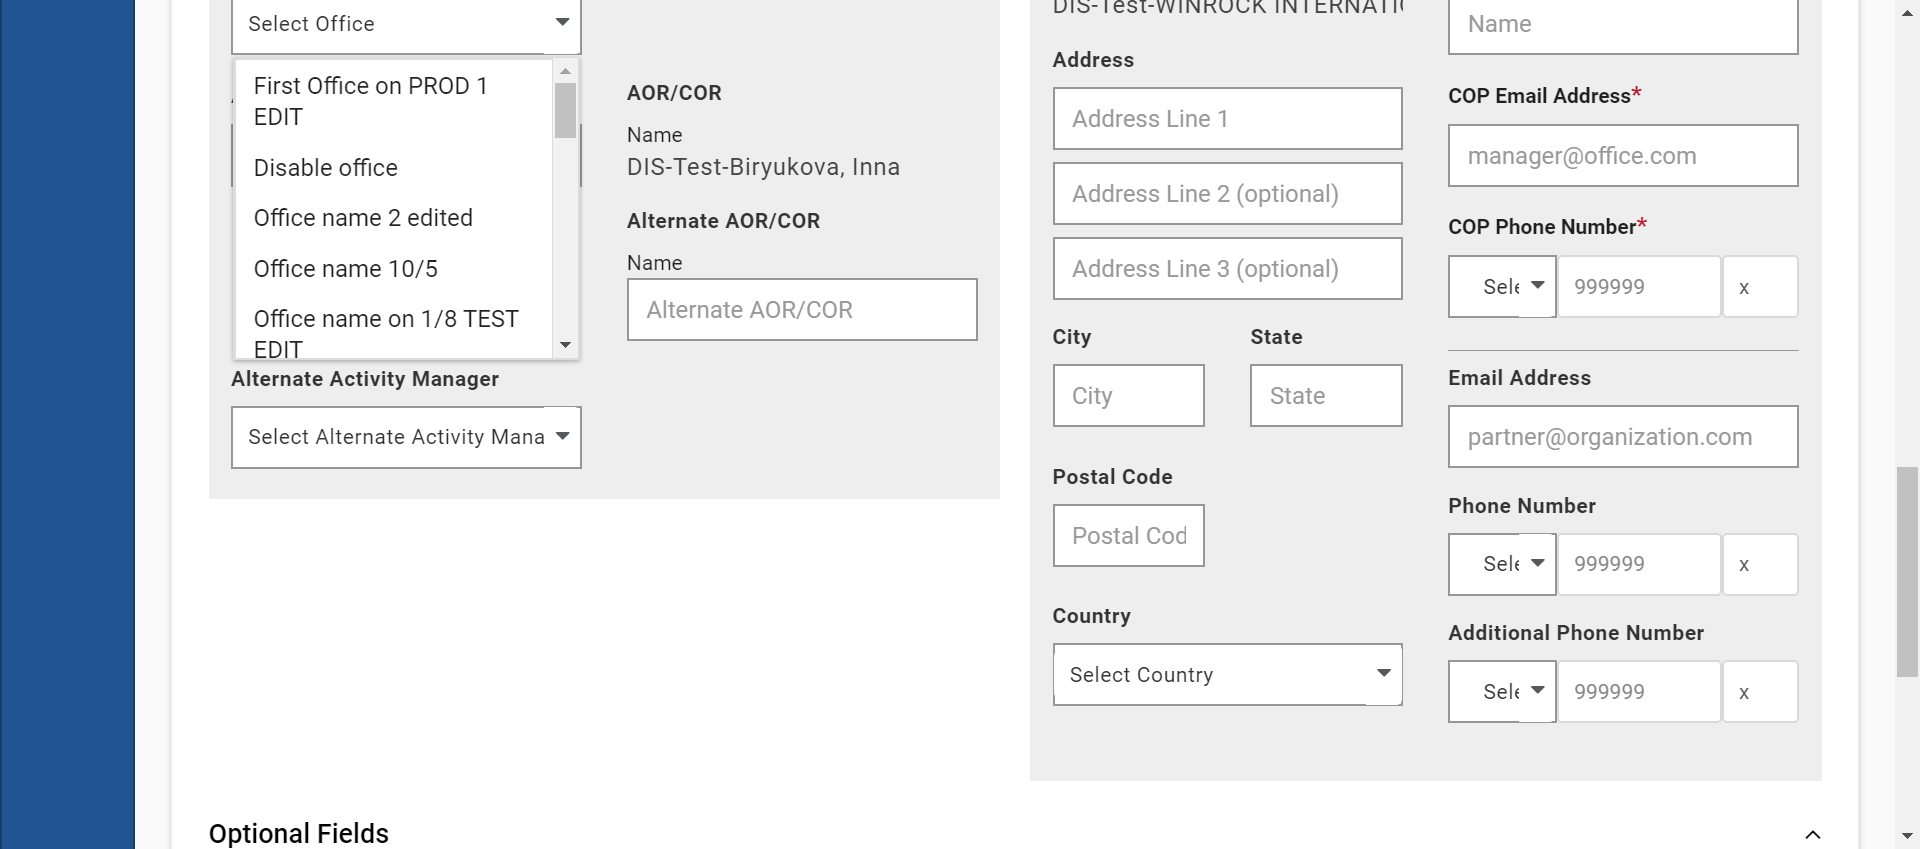 Select Office
First Office on PROD 1
EDIT
Disable office
Office name 2 edited
Office name 10/5
Office name on 1/8 TEST
EDIT
Alternate Activity Manager
Select Alternate Activity Mana
AOR/COR
Name
DIS-Test-Biryukova, Inna
Alternate AOR/COR
Name
Alternate AOR/COR
DIS-Test-WINROCK INTERNATI
Address
Address Line 1
Address Line 2 (optional)
Address Line 3 (optional)
City
State
City
State
Postal Code
Postal Cod
Country
Select Country
Name
COP Email Address*
manager@office.com
COP Phone Number*
Sele
999999
x
Email Address
partner@organization.com
Phone Number
Sele
999999
x
Additional Phone Number
Sele
999999
x
Optional Fields